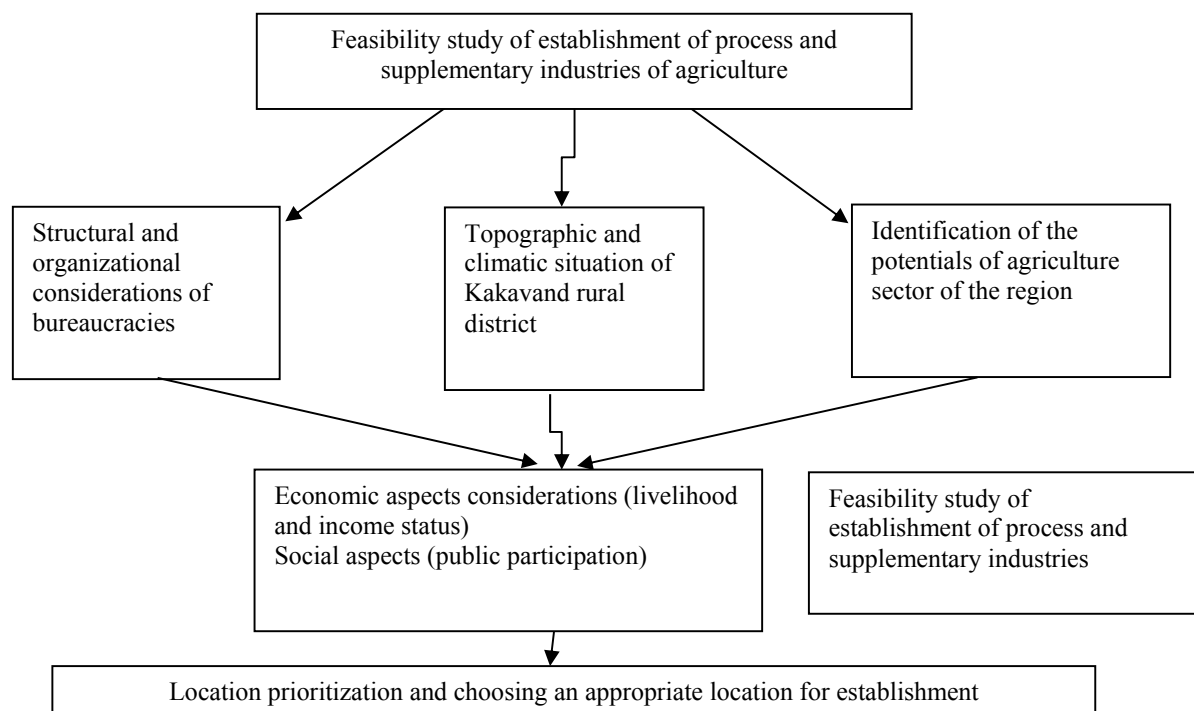 Feasibility study of establishment of process and
supplementary industries of agriculture
Structural and
organizational
considerations of
bureaucracies
Topographic and
climatic situation of
Kakavand rural
district
Identification of the
potentials of agriculture
sector of the region
Economic aspects considerations (livelihood
and income status)
Social aspects (public participation)
Feasibility study of
establishment of process and
supplementary industries
Location prioritization and choosing an appropriate location for establishment